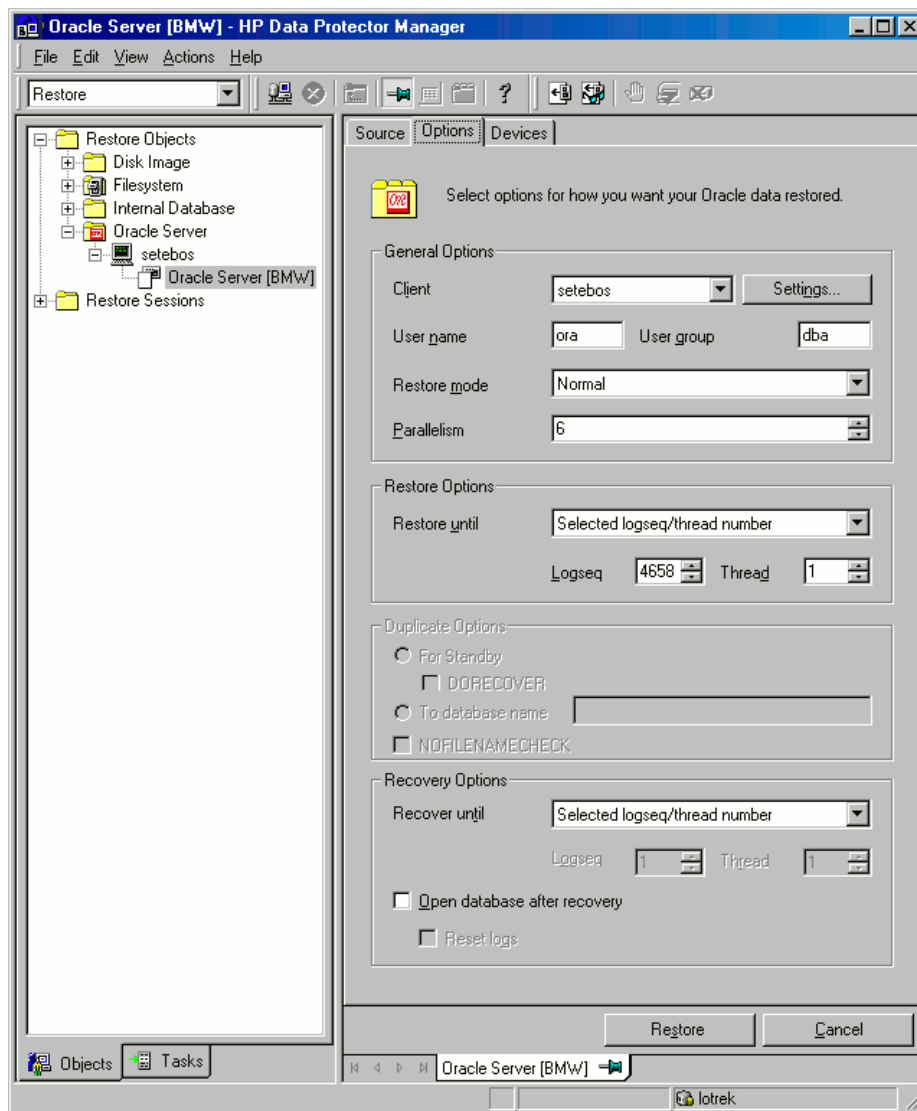 Oracle Server [BMW] - HP Data Protector Manager
File Edit View Actions Help
Restore
Restore Objects
Disk Image
Filesystem
Internal Database
Oracle Server
setebos
Oracle Server [BMW]
Restore Sessions
Objects Tasks
Source Options Devices
Select options for how you want your Oracle data restored.
General Options
Client setebos Settings...
User name ora User group dba
Restore mode Normal
Parallelism 6
Restore Options
Restore until Selected logseq/thread number
Logseq 4658 Thread 1
Duplicate Options
For Standby
DORECOVER
To database name
NOFILENAMECHECK
Recovery Options
Recover until Selected logseq/thread number
Logseq 1 Thread 1
Open database after recovery
Reset logs
Restore Cancel
Oracle Server [BMW]
lotrek